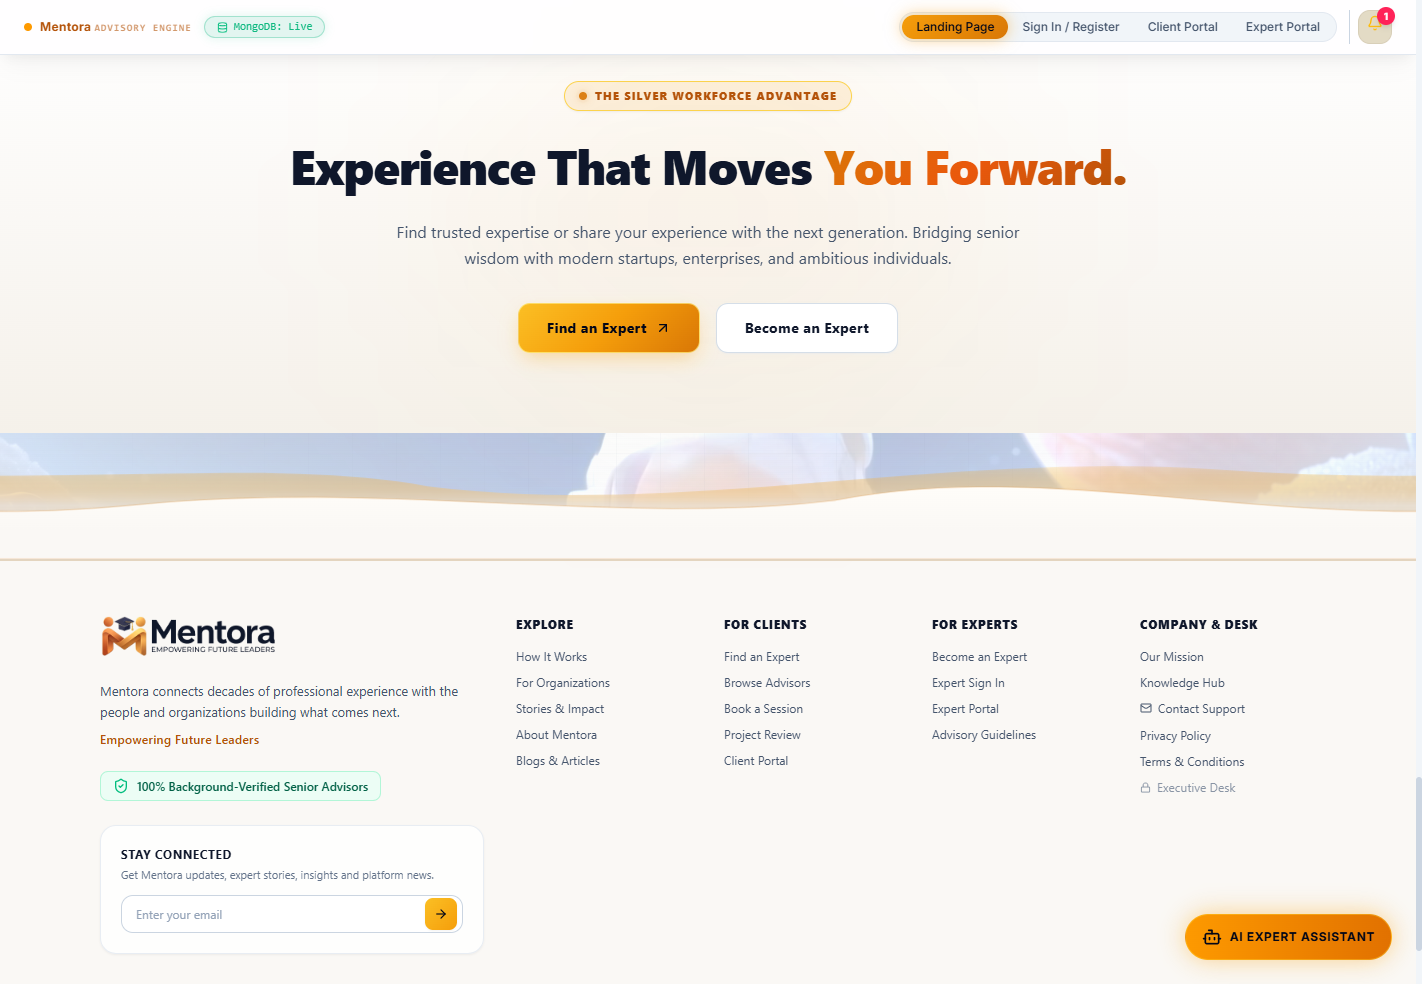 Mentora ADVISORY ENGINE
MongoDB: Live
Landing Page
Sign In / Register
Client Portal
Expert Portal
1
THE SILVER WORKFORCE ADVANTAGE
Experience That Moves You Forward.
Find trusted expertise or share your experience with the next generation. Bridging senior
wisdom with modern startups, enterprises, and ambitious individuals.
Find an Expert
Become an Expert
Mentora
EMPOWERING FUTURE LEADERS
Mentora connects decades of professional experience with the
people and organizations building what comes next.
Empowering Future Leaders
100% Background-Verified Senior Advisors
STAY CONNECTED
Get Mentora updates, expert stories, insights and platform news.
Enter your email
EXPLORE
How It Works
For Organizations
Stories & Impact
About Mentora
Blogs & Articles
FOR CLIENTS
Find an Expert
Browse Advisors
Book a Session
Project Review
Client Portal
FOR EXPERTS
Become an Expert
Expert Sign In
Expert Portal
Advisory Guidelines
COMPANY & DESK
Our Mission
Knowledge Hub
Contact Support
Privacy Policy
Terms & Conditions
Executive Desk
AI EXPERT ASSISTANT